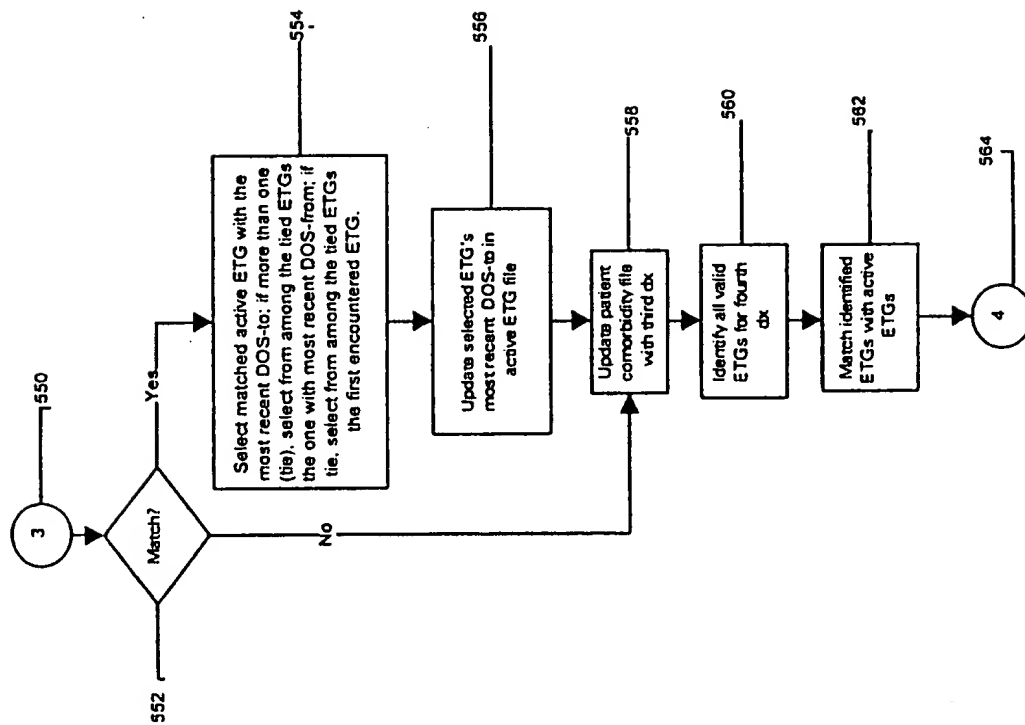 3
550
Match?
552
Yes
No
Select matched active ETG with the
most recent DOS-to; if more than one
(tie), select from among the tied ETGs
the one with most recent DOS-from; if
tie, select from among the tied ETGs
the first encountered ETG.
554
Update selected ETG's
most recent DOS-to in
active ETG file
556
Update patient
comorbidity file
with third dx
558
Identify all valid
ETGs for fourth
dx
560
Match identified
ETGs with active
ETGs
562
4
564